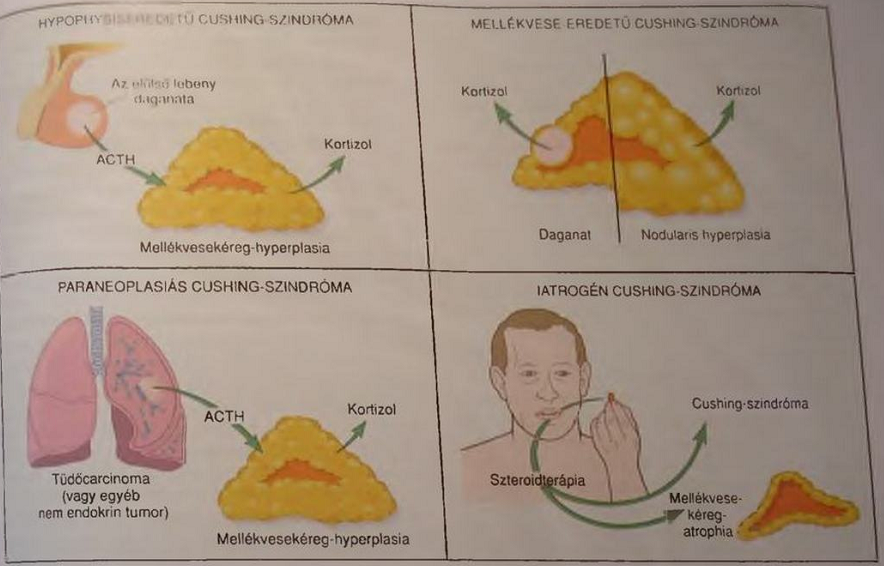 HYPOPHYSISEREDETŰ CUSHING-SZINDRÓMA
Az elülső lebeny
daganata
ACTH
Kortizol
Mellékvesekéreg-hyperplasia
MELLÉKVESE EREDETŰ CUSHING-SZINDRÓMA
Kortizol
Kortizol
Daganat
Nodularis hyperplasia
PARANEOPLASIÁS CUSHING-SZINDRÓMA
ACTH
Kortizol
Tüdőcarcinoma
(vagy egyéb
nem endokrin tumor)
Mellékvesekéreg-hyperplasia
IATROGÉN CUSHING-SZINDRÓMA
Cushing-szindróma
Szteroidterápia
Mellékvese-
kéreg-
atrophia